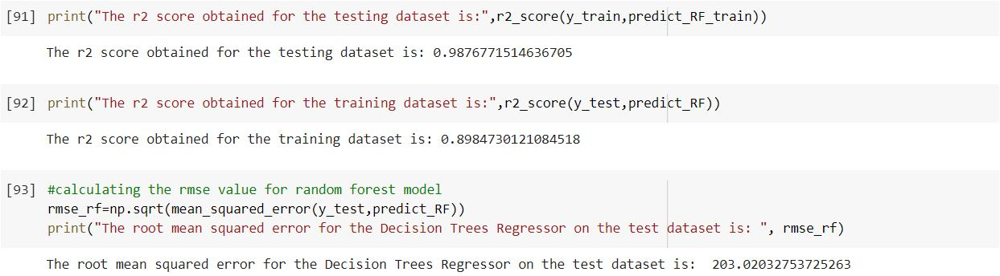 [91] print("The r2 score obtained for the testing dataset is:",r2_score(y_train,predict_RF_train))
The r2 score obtained for the testing dataset is: 0.9876771514636705
[92] print("The r2 score obtained for the training dataset is:",r2_score(y_test,predict_RF))
The r2 score obtained for the training dataset is: 0.8984730121084518
[93] #calculating the rmse value for random forest model
rmse_rf=np.sqrt(mean_squared_error(y_test,predict_RF))
print("The root mean squared error for the Decision Trees Regressor on the test dataset is: ", rmse_rf)
The root mean squared error for the Decision Trees Regressor on the test dataset is:  203.02032753725263